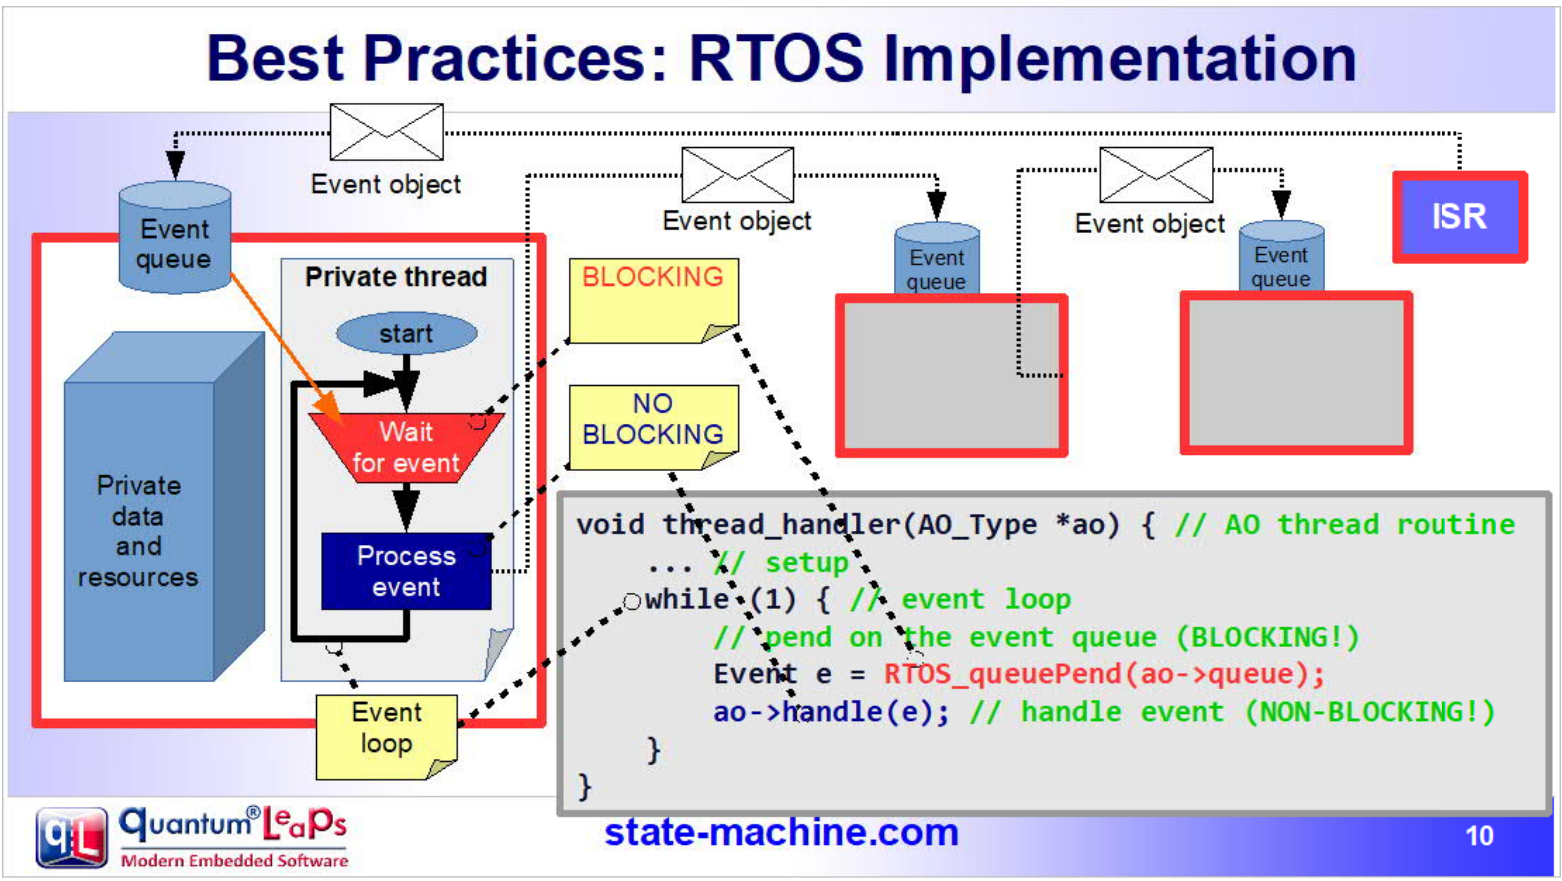 Best Practices: RTOS Implementation
Event object
Event object
Event object
ISR
Event
queue
Event
queue
Event
queue
Private thread
start
Wait
for event
Process
event
Private
data
and
resources
BLOCKING
NO
BLOCKING
Event
loop
void thread_handler(AO_Type *ao) { // AO thread routine
... // setup
while (1) { // event loop
// pend on the event queue (BLOCKING!)
Event e = RTOS_queuePend(ao->queue);
ao->handle(e); // handle event (NON-BLOCKING!)
}
}
qL
quantum® LeaPs
Modern Embedded Software
state-machine.com
10